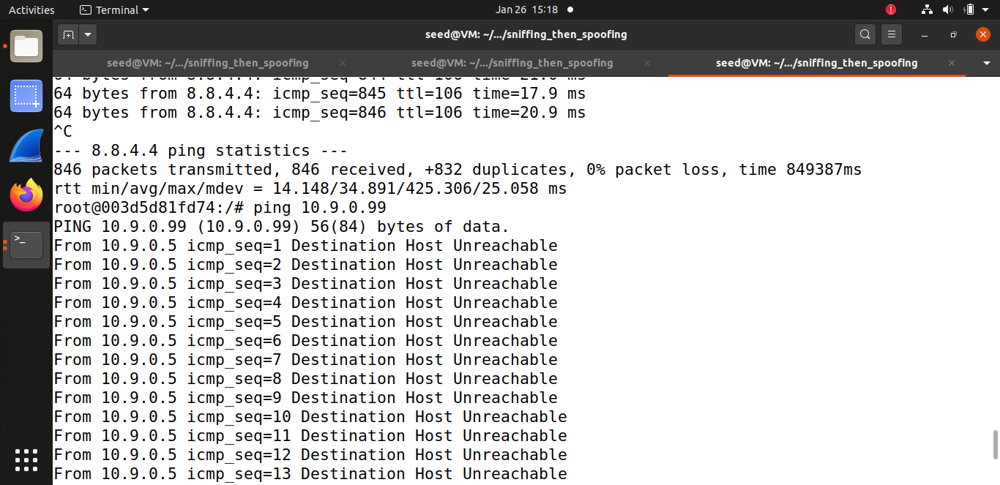 Activities
Terminal
Jan 26 15:18
seed@VM: ~/.../sniffing_then_spoofing
seed@VM: ~/.../sniffing_then_spoofing
seed@VM: ~/.../sniffing_then_spoofing
seed@VM: ~/.../sniffing_then_spoofing
64 bytes from 8.8.4.4: icmp_seq=845 ttl=106 time=17.9 ms
64 bytes from 8.8.4.4: icmp_seq=846 ttl=106 time=20.9 ms
^C
--- 8.8.4.4 ping statistics ---
846 packets transmitted, 846 received, +832 duplicates, 0% packet loss, time 849387ms
rtt min/avg/max/mdev = 14.148/34.891/425.306/25.058 ms
root@003d5d81fd74:/# ping 10.9.0.99
PING 10.9.0.99 (10.9.0.99) 56(84) bytes of data.
From 10.9.0.5 icmp_seq=1 Destination Host Unreachable
From 10.9.0.5 icmp_seq=2 Destination Host Unreachable
From 10.9.0.5 icmp_seq=3 Destination Host Unreachable
From 10.9.0.5 icmp_seq=4 Destination Host Unreachable
From 10.9.0.5 icmp_seq=5 Destination Host Unreachable
From 10.9.0.5 icmp_seq=6 Destination Host Unreachable
From 10.9.0.5 icmp_seq=7 Destination Host Unreachable
From 10.9.0.5 icmp_seq=8 Destination Host Unreachable
From 10.9.0.5 icmp_seq=9 Destination Host Unreachable
From 10.9.0.5 icmp_seq=10 Destination Host Unreachable
From 10.9.0.5 icmp_seq=11 Destination Host Unreachable
From 10.9.0.5 icmp_seq=12 Destination Host Unreachable
From 10.9.0.5 icmp_seq=13 Destination Host Unreachable